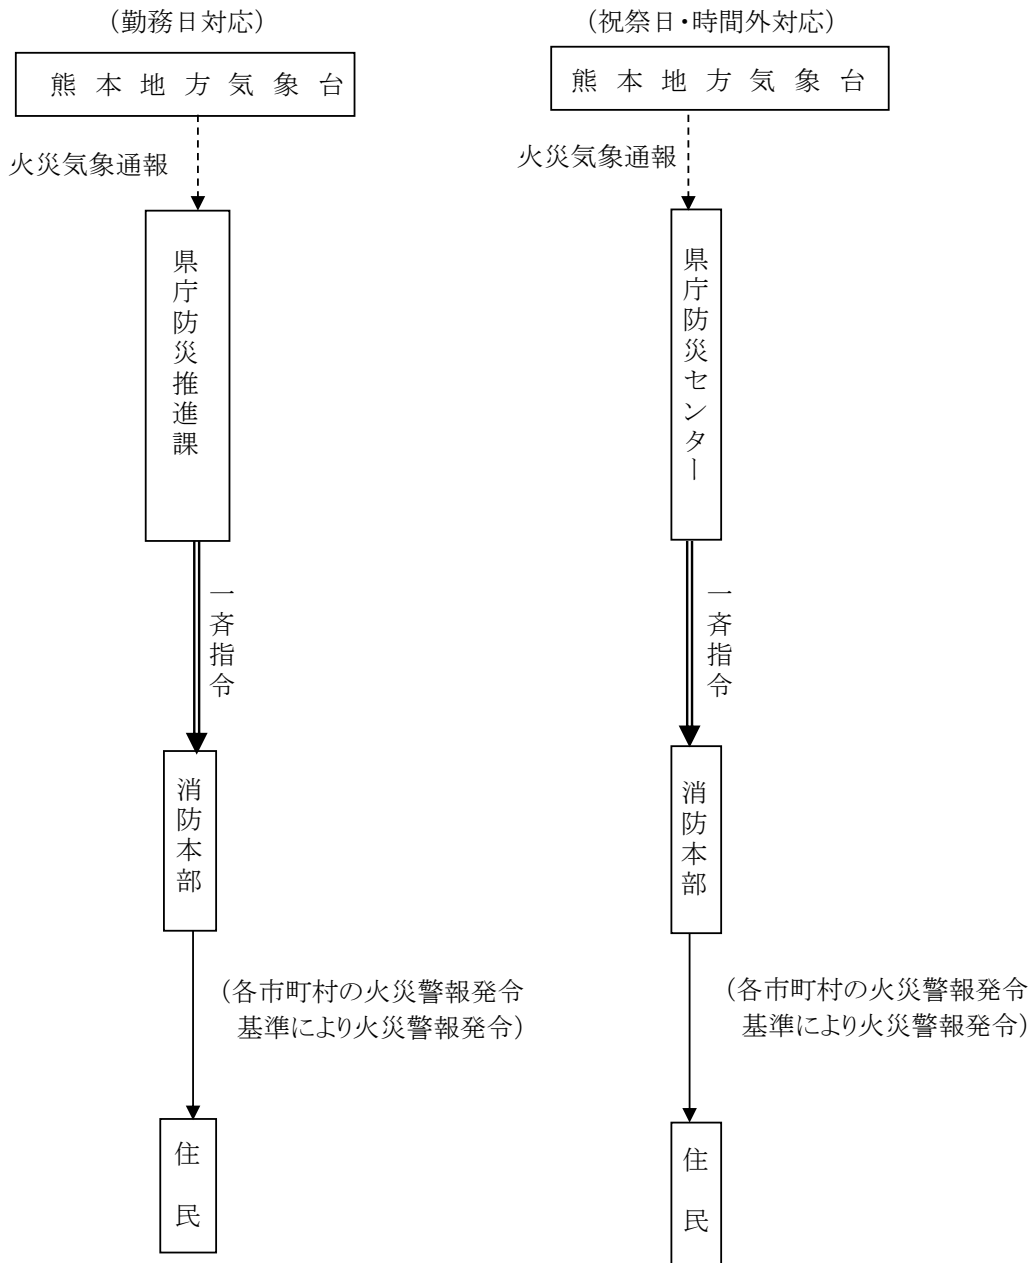 (勤務日対応)
熊本地方気象台
火災気象通報
県庁防災推進課
一斉指令
消防本部
(各市町村の火災警報発令
基準により火災警報発令)
住民
(祝祭日・時間外対応)
熊本地方気象台
火災気象通報
県庁防災センター
一斉指令
消防本部
(各市町村の火災警報発令
基準により火災警報発令)
住民